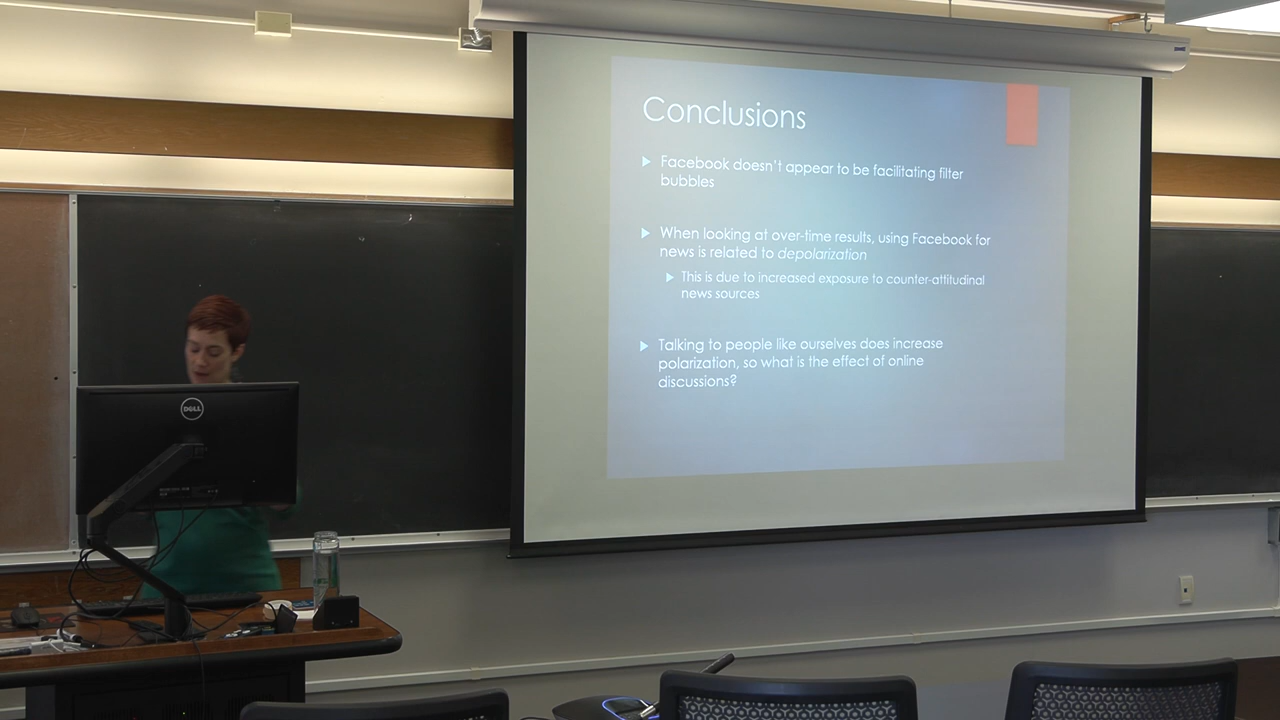 Conclusions
Facebook doesn't appear to be facilitating filter
bubbles
When looking at over-time results, using Facebook for
news is related to depolarization
This is due to increased exposure to counter-attitudinal
news sources
Talking to people like ourselves does increase
polarization, so what is the effect of online
discussions?
DELL